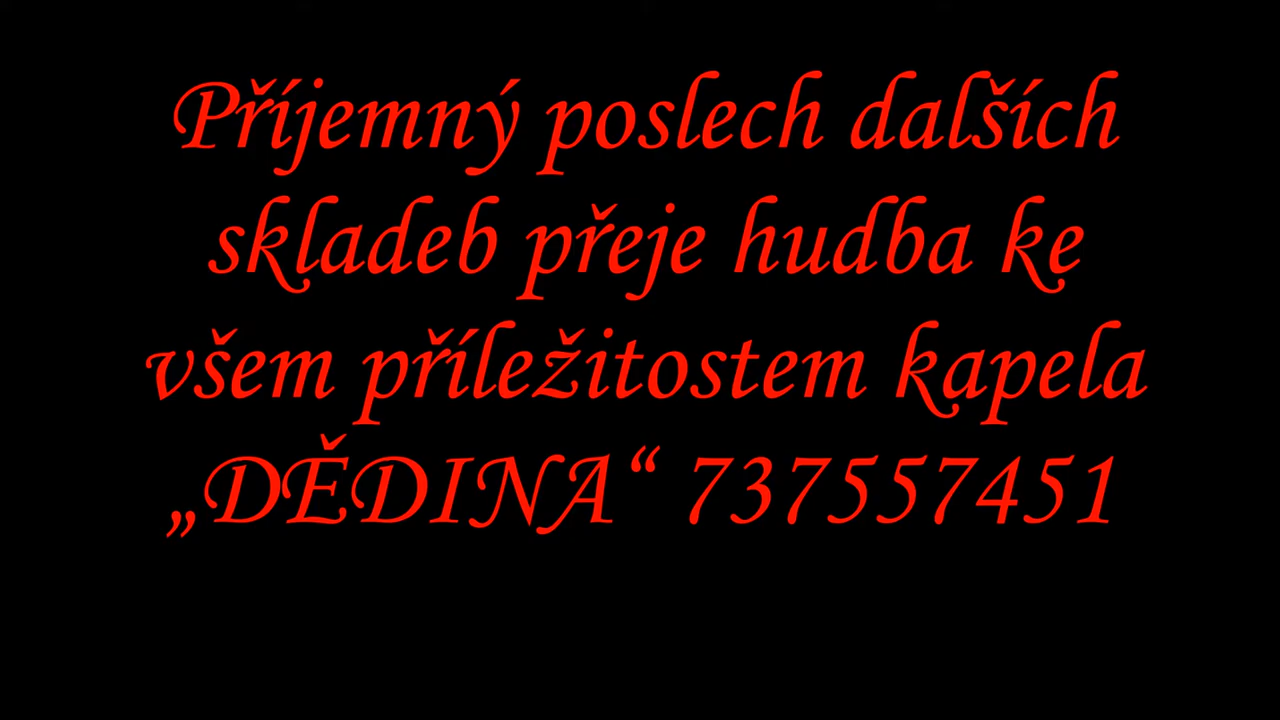 Příjemný poslech dalších
skladeb přeje hudba ke
všem příležitostem kapela
„DĚDINA“ 737557451